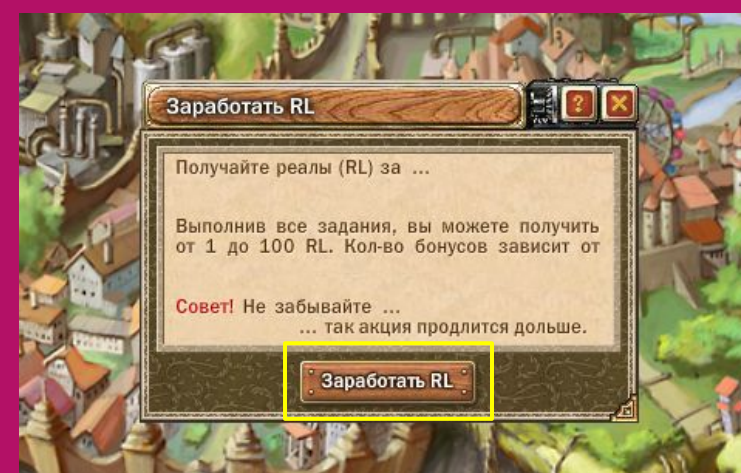 Заработать RL
?
Получайте реалы (RL) за ...
Выполнив все задания, вы можете получить
от 1 до 100 RL. Кол-во бонусов зависит от
Совет! Не забывайте ...
... так акция продлится дольше.
Заработать RL